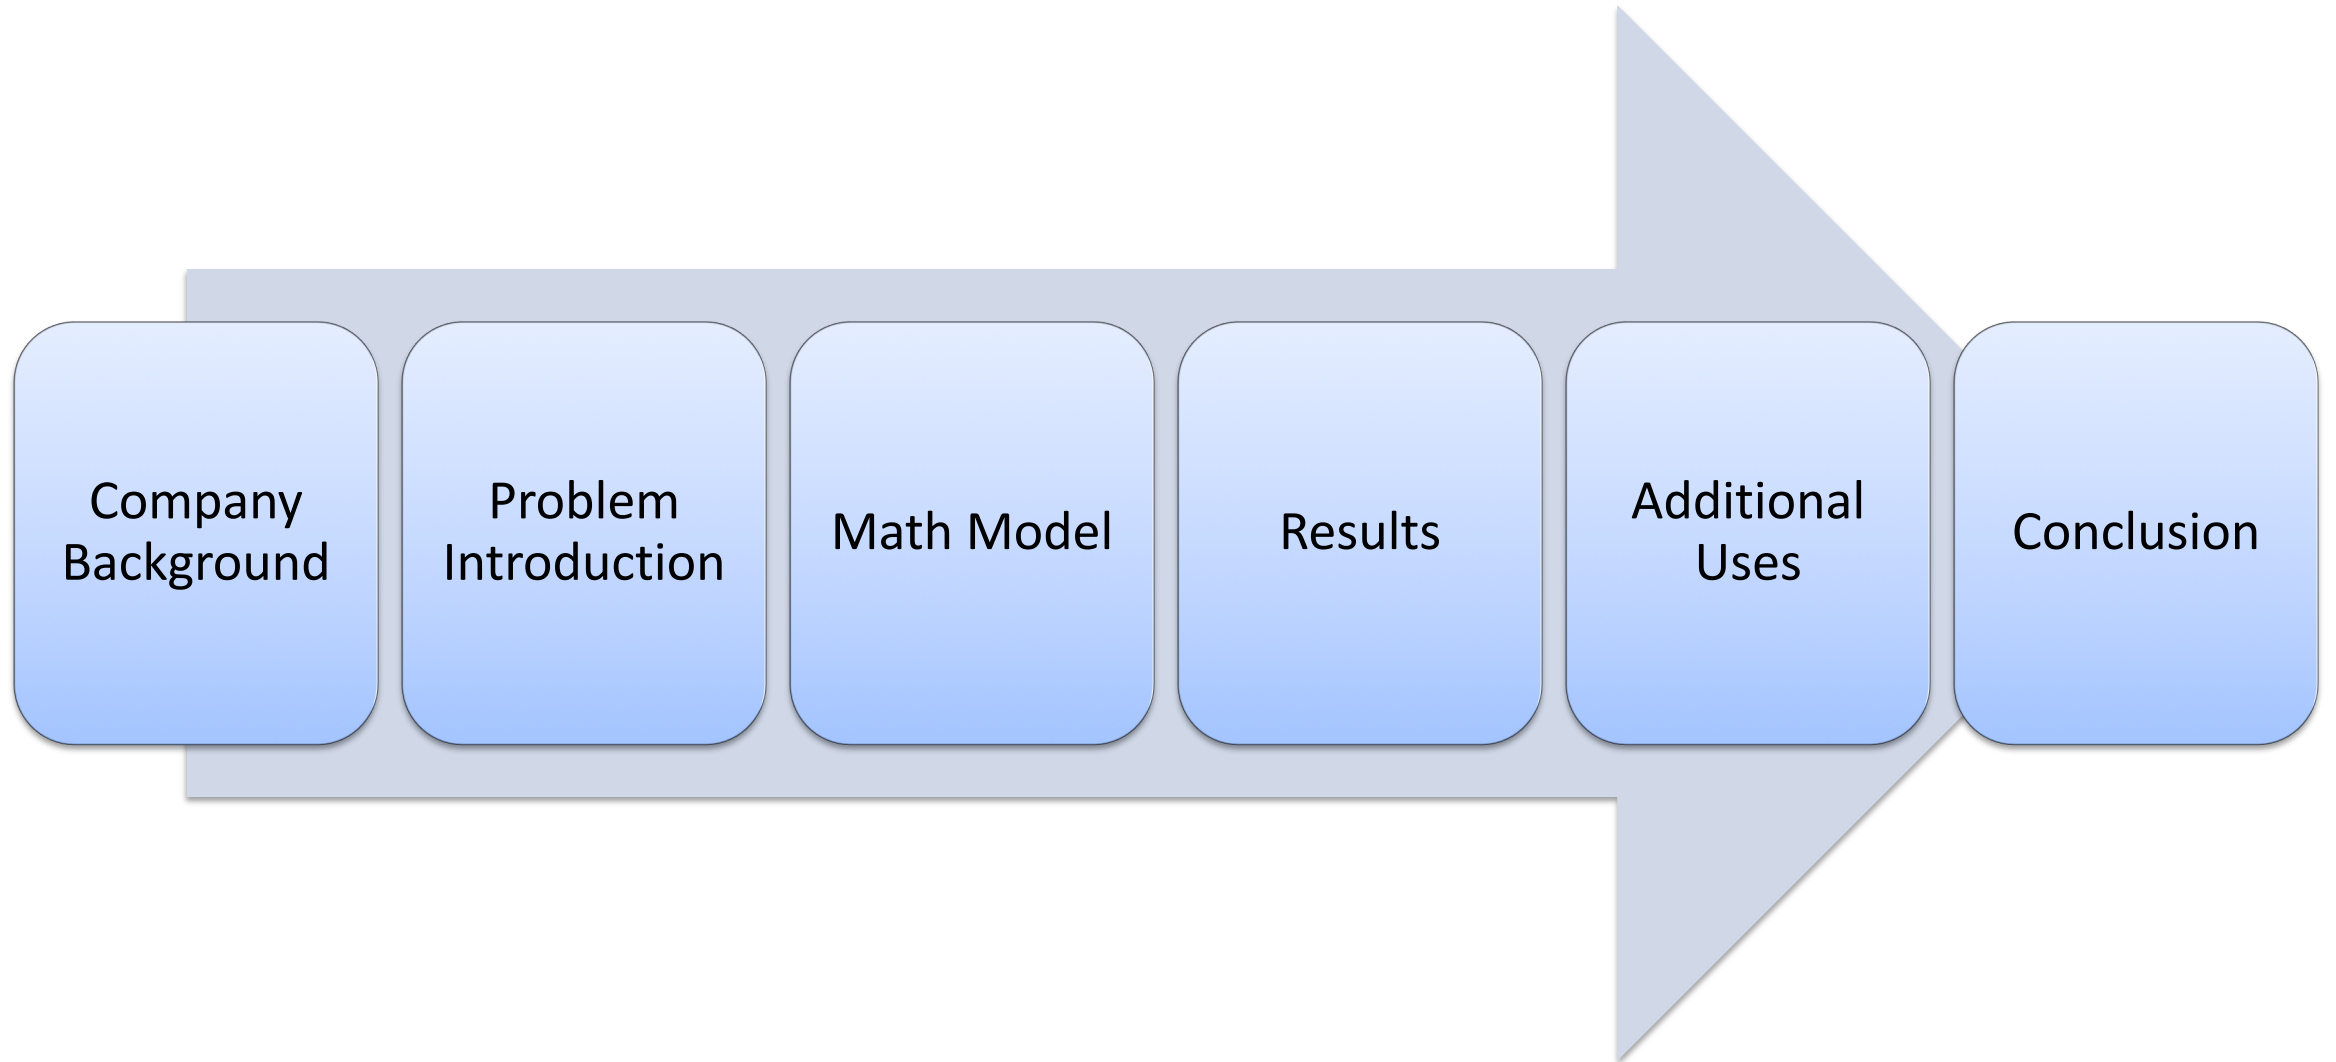 Company
Background
Problem
Introduction
Math Model
Results
Additional
Uses
Conclusion